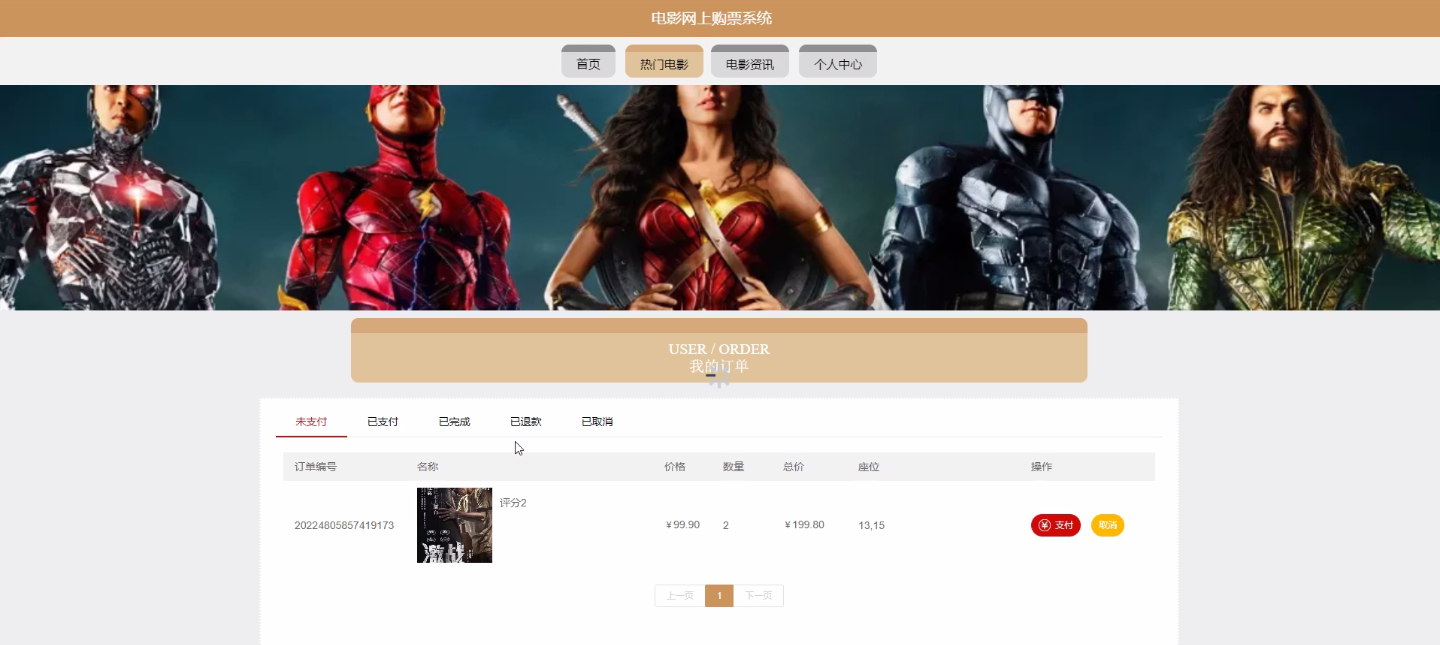 电影网上购票系统
首页 热门电影 电影资讯 个人中心
USER / ORDER
我的订单
未支付 已支付 已完成 已退款 已取消
订单编号 名称 价格 数量 总价 座位 操作
评分2
20224805857419173 ￥99.90 2 ￥199.80 13,15 支付 取消
激战
上一页 1 下一页